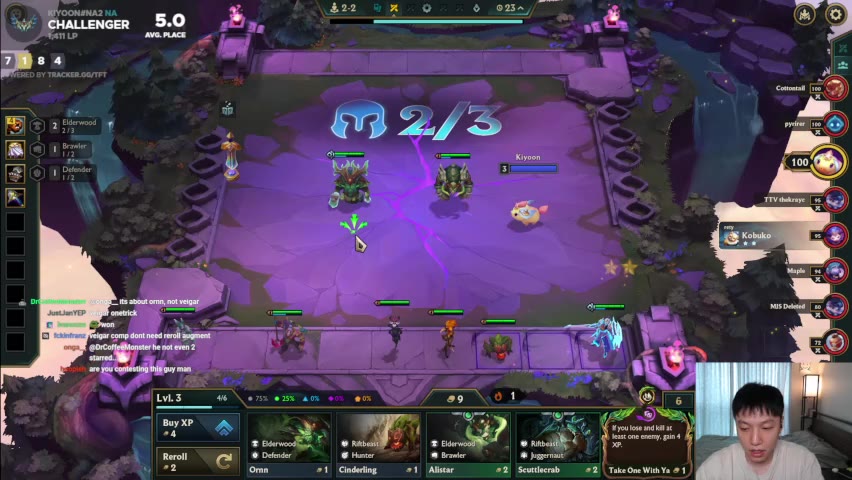 KIYOON#NA2 NA
CHALLENGER
1,411 LP
5.0
AVG. PLACE
7 1 8 4
POWERED BY TRACKER.GG/TFT
2-2
23
2 Elderwood
2 / 3
1 Brawler
1 / 2
1 Defender
1 / 2
2/3
Kiyoon
3
Cottontail 100
pyrirer 100
100
TTV thekrayc 95
Kobuko 95
Maple 94
MJS Deleted 80
72
its about ornn, not veigar
JustJanYEP
veigar onetrick
won
veigar comp dont need reroll augment
@DrCoffeeMonster he not even 2
starred..
are you contesting this guy man
Lvl. 3 4/6
75% 25% 0% 0% 0%
9
1
6
Buy XP
4
Reroll
2
Elderwood
Defender
Ornn 1
Riftbeast
Hunter
Cinderling 1
Elderwood
Brawler
Alistar 2
Riftbeast
Juggernaut
Scuttlecrab 2
If you lose and kill at
least one enemy, gain 4
XP.
Take One With Ya 1